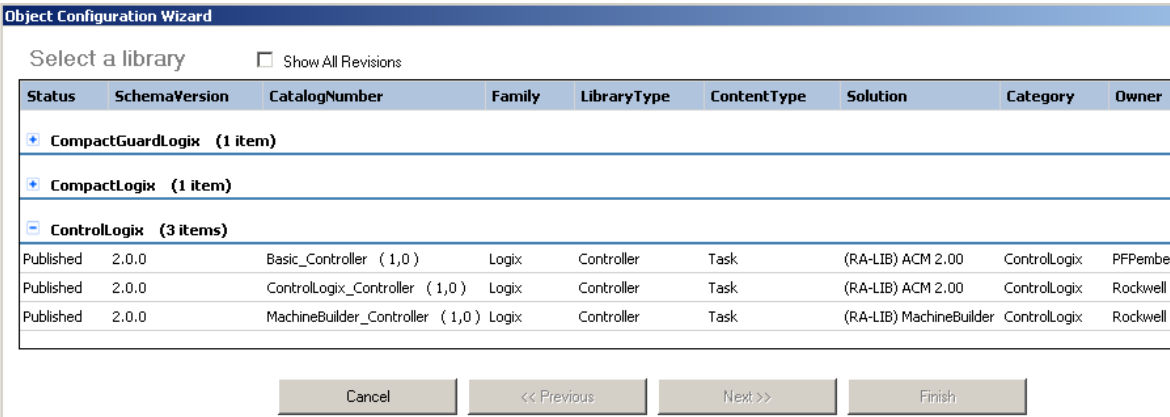 Object Configuration Wizard
Select a library Show All Revisions
Status SchemaVersion CatalogNumber Family LibraryType ContentType Solution Category Owner
CompactGuardLogix (1 item)
CompactLogix (1 item)
ControlLogix (3 items)
Published 2.0.0 Basic_Controller ( 1,0 ) Logix Controller Task (RA-LIB) ACM 2.00 ControlLogix PFPembe
Published 2.0.0 ControlLogix_Controller ( 1,0 ) Logix Controller Task (RA-LIB) ACM 2.00 ControlLogix Rockwell
Published 2.0.0 MachineBuilder_Controller ( 1,0 ) Logix Controller Task (RA-LIB) MachineBuilder ControlLogix Rockwell
Cancel << Previous Next >> Finish